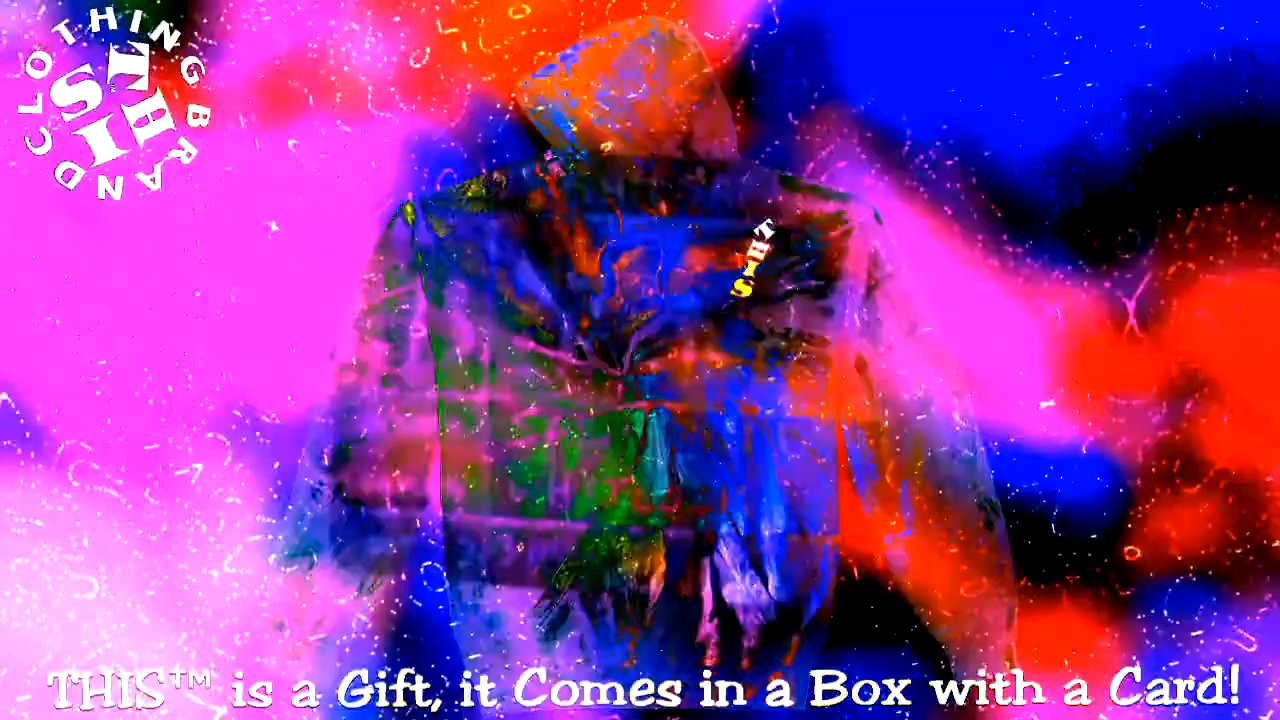 CLOTHING BRAND
THIS
THIS
THIS™ is a Gift, it Comes in a Box with a Card!